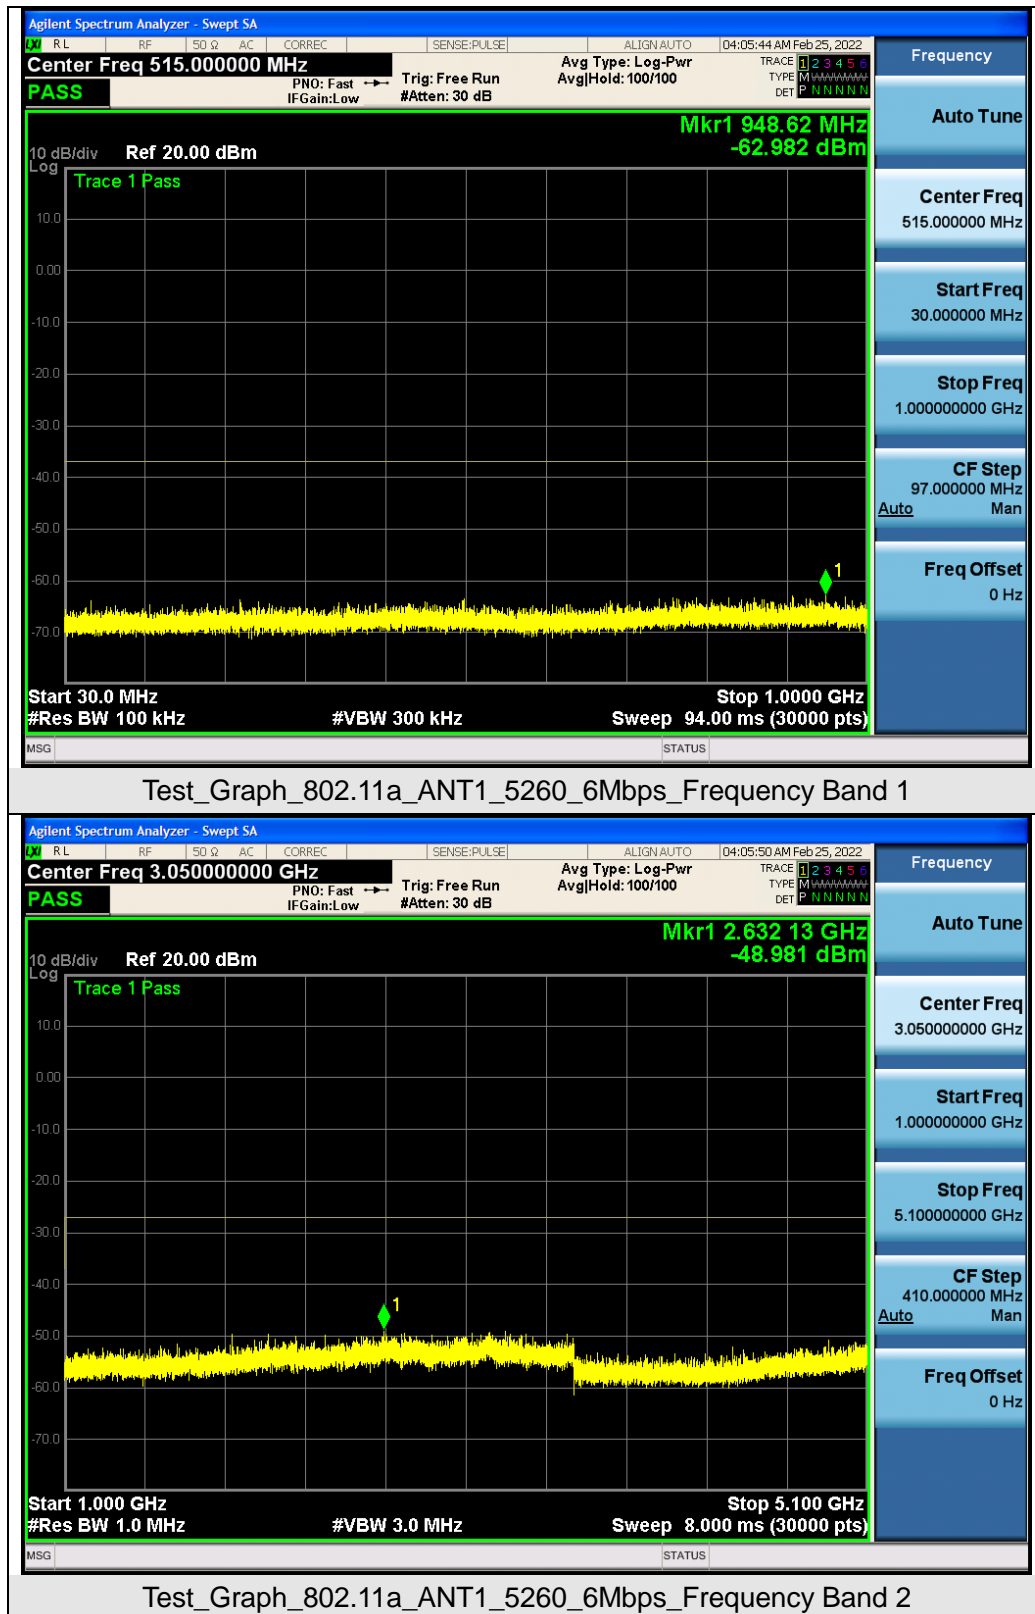 Agilent Spectrum Analyzer - Swept SA
LXI RL RF 50 Ω AC CORREC SENSE:PULSE ALIGN AUTO 04:05:44 AM Feb 25, 2022
Center Freq 515.000000 MHz
PASS
PNO: Fast
IFGain:Low
Trig: Free Run
#Atten: 30 dB
Avg Type: Log-Pwr
Avg|Hold: 100/100
TRACE 1 2 3 4 5 6
TYPE M
DET P N N N N N
Mkr1 948.62 MHz
-62.982 dBm
10 dB/div Ref 20.00 dBm
Log
Trace 1 Pass
10.0
0.00
-10.0
-20.0
-30.0
-40.0
-50.0
-60.0
-70.0
1
Start 30.0 MHz Stop 1.0000 GHz
#Res BW 100 kHz #VBW 300 kHz Sweep 94.00 ms (30000 pts)
MSG STATUS
Frequency
Auto Tune
Center Freq
515.000000 MHz
Start Freq
30.000000 MHz
Stop Freq
1.000000000 GHz
CF Step
97.000000 MHz
Auto Man
Freq Offset
0 Hz
Test_Graph_802.11a_ANT1_5260_6Mbps_Frequency Band 1
Agilent Spectrum Analyzer - Swept SA
LXI RL RF 50 Ω AC CORREC SENSE:PULSE ALIGN AUTO 04:05:50 AM Feb 25, 2022
Center Freq 3.050000000 GHz
PASS
PNO: Fast
IFGain:Low
Trig: Free Run
#Atten: 30 dB
Avg Type: Log-Pwr
Avg|Hold: 100/100
TRACE 1 2 3 4 5 6
TYPE M
DET P N N N N N
Mkr1 2.632 13 GHz
-48.981 dBm
10 dB/div Ref 20.00 dBm
Log
Trace 1 Pass
10.0
0.00
-10.0
-20.0
-30.0
-40.0
-50.0
-60.0
-70.0
1
Start 1.000 GHz Stop 5.100 GHz
#Res BW 1.0 MHz #VBW 3.0 MHz Sweep 8.000 ms (30000 pts)
MSG STATUS
Frequency
Auto Tune
Center Freq
3.050000000 GHz
Start Freq
1.000000000 GHz
Stop Freq
5.100000000 GHz
CF Step
410.000000 MHz
Auto Man
Freq Offset
0 Hz
Test_Graph_802.11a_ANT1_5260_6Mbps_Frequency Band 2